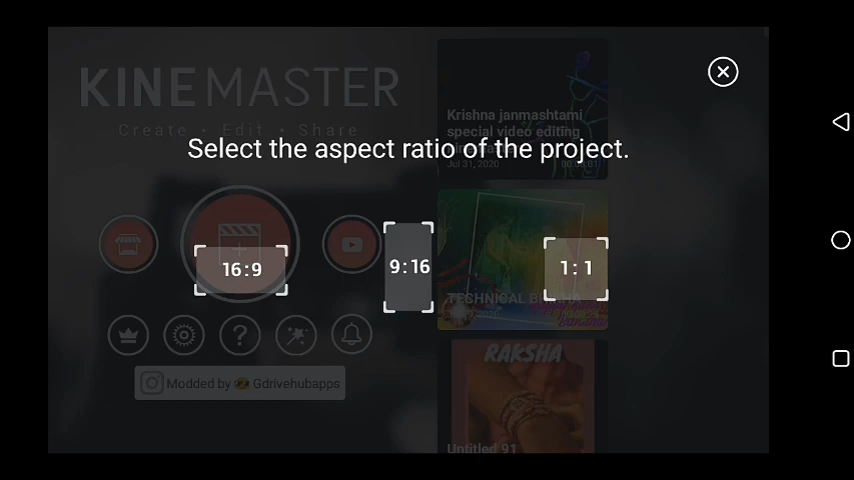 KINEMASTER
Create • Edit • Share
Select the aspect ratio of the project.
16:9
9:16
1:1
?
Modded by Gdrivehubapps
Krishna janmashtami
special video editing
Jul 31, 2020
RAKSHA
Untitled 91